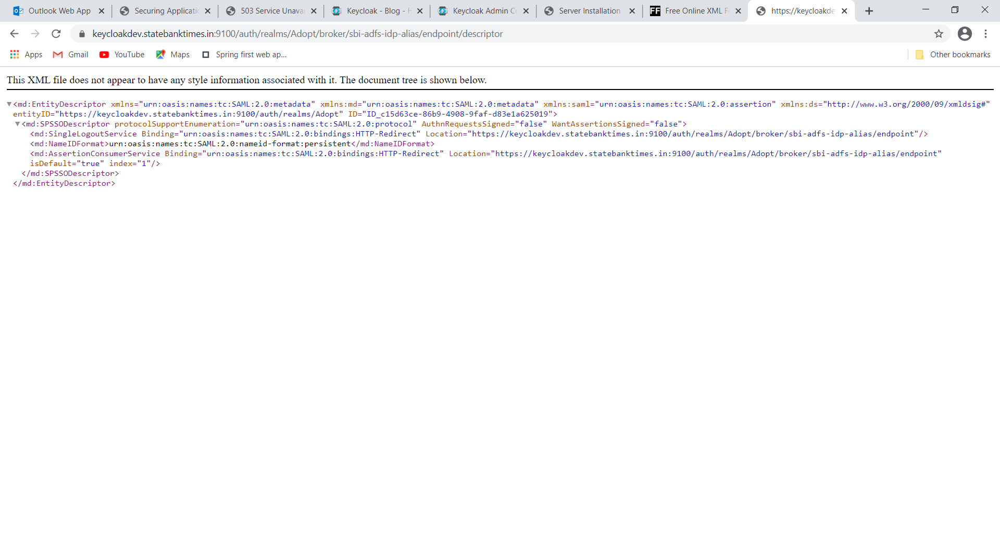 Outlook Web App
Securing Applicati
503 Service Unava
Keycloak - Blog - H
Keycloak Admin Co
Server Installation
Free Online XML Fo
https://keycloakde
keycloakdev.statebanktimes.in:9100/auth/realms/Adopt/broker/sbi-adfs-idp-alias/endpoint/descriptor
Apps
Gmail
YouTube
Maps
Spring first web ap...
Other bookmarks
This XML file does not appear to have any style information associated with it. The document tree is shown below.
<md:EntityDescriptor xmlns="urn:oasis:names:tc:SAML:2.0:metadata" xmlns:md="urn:oasis:names:tc:SAML:2.0:metadata" xmlns:saml="urn:oasis:names:tc:SAML:2.0:assertion" xmlns:ds="http://www.w3.org/2000/09/xmldsig#"
entityID="https://keycloakdev.statebanktimes.in:9100/auth/realms/Adopt" ID="ID_c15d63ce-86b9-4908-9faf-d83e1a625019">
<md:SPSSODescriptor protocolSupportEnumeration="urn:oasis:names:tc:SAML:2.0:protocol" AuthnRequestsSigned="false" WantAssertionsSigned="false">
<md:SingleLogoutService Binding="urn:oasis:names:tc:SAML:2.0:bindings:HTTP-Redirect" Location="https://keycloakdev.statebanktimes.in:9100/auth/realms/Adopt/broker/sbi-adfs-idp-alias/endpoint"/>
<md:NameIDFormat>urn:oasis:names:tc:SAML:2.0:nameid-format:persistent</md:NameIDFormat>
<md:AssertionConsumerService Binding="urn:oasis:names:tc:SAML:2.0:bindings:HTTP-Redirect" Location="https://keycloakdev.statebanktimes.in:9100/auth/realms/Adopt/broker/sbi-adfs-idp-alias/endpoint"
isDefault="true" index="1"/>
</md:SPSSODescriptor>
</md:EntityDescriptor>